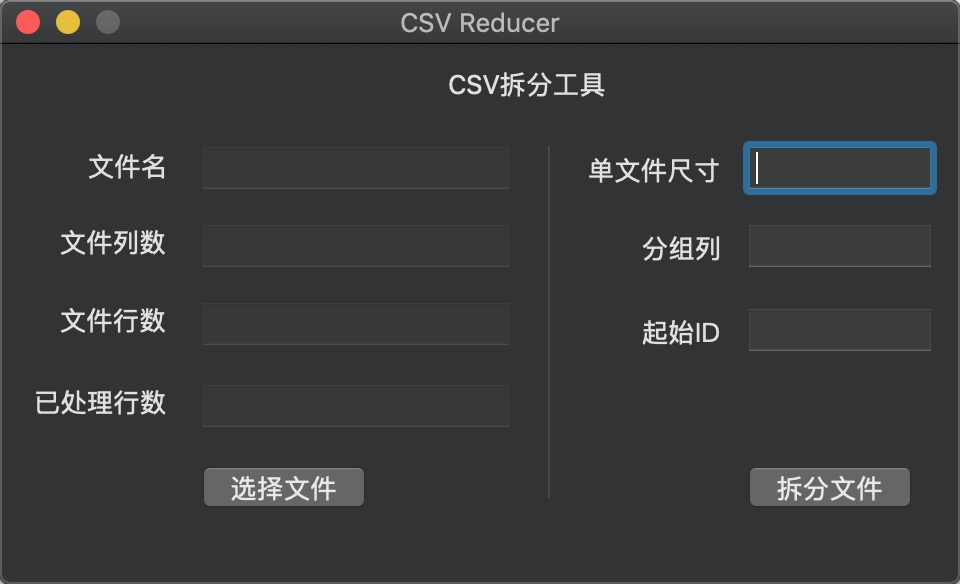 CSV Reducer
CSV拆分工具
文件名
文件列数
文件行数
已处理行数
选择文件
单文件尺寸
分组列
起始ID
拆分文件